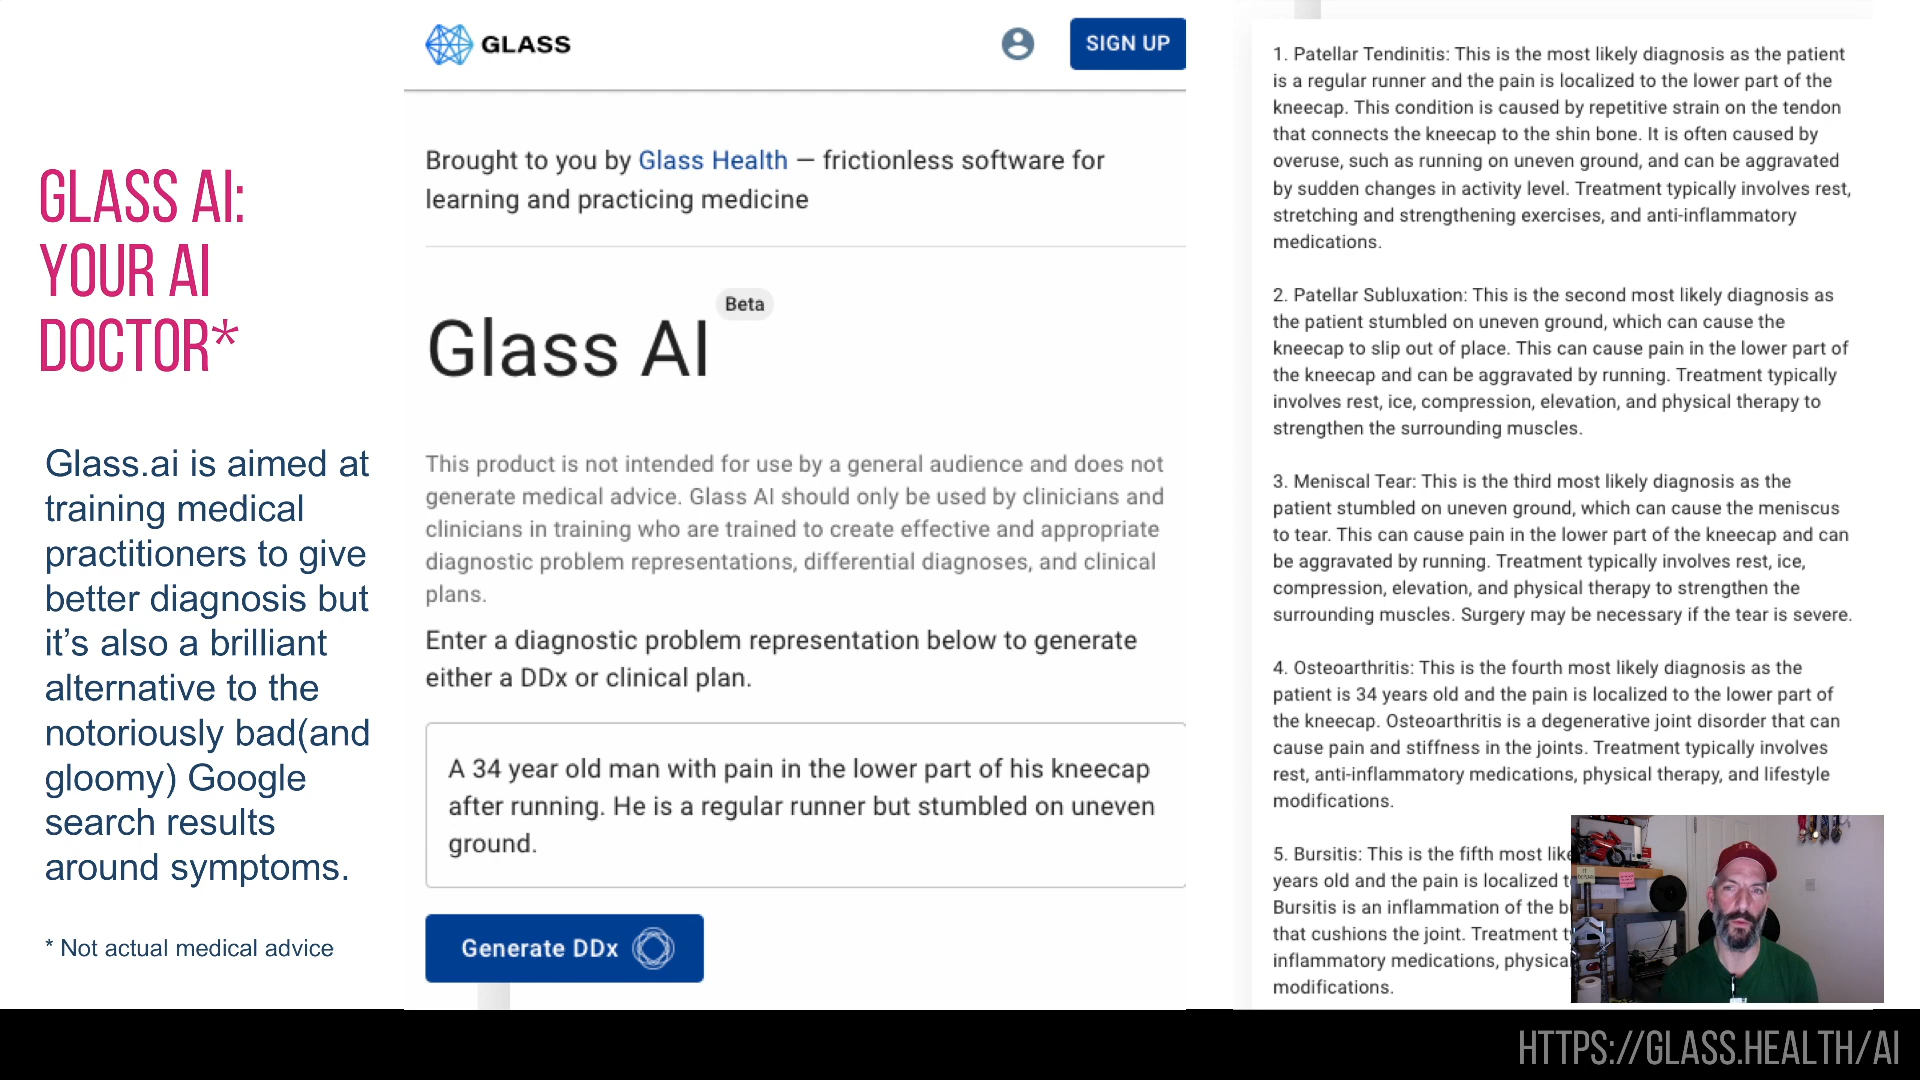 GLASS AI:
YOUR AI
DOCTOR*
Glass.ai is aimed at
training medical
practitioners to give
better diagnosis but
it’s also a brilliant
alternative to the
notoriously bad(and
gloomy) Google
search results
around symptoms.
* Not actual medical advice
GLASS
SIGN UP
Brought to you by Glass Health — frictionless software for
learning and practicing medicine
Glass AI
Beta
This product is not intended for use by a general audience and does not
generate medical advice. Glass AI should only be used by clinicians and
clinicians in training who are trained to create effective and appropriate
diagnostic problem representations, differential diagnoses, and clinical
plans.
Enter a diagnostic problem representation below to generate
either a DDx or clinical plan.
A 34 year old man with pain in the lower part of his kneecap
after running. He is a regular runner but stumbled on uneven
ground.
Generate DDx
1. Patellar Tendinitis: This is the most likely diagnosis as the patient
is a regular runner and the pain is localized to the lower part of the
kneecap. This condition is caused by repetitive strain on the tendon
that connects the kneecap to the shin bone. It is often caused by
overuse, such as running on uneven ground, and can be aggravated
by sudden changes in activity level. Treatment typically involves rest,
stretching and strengthening exercises, and anti-inflammatory
medications.
2. Patellar Subluxation: This is the second most likely diagnosis as
the patient stumbled on uneven ground, which can cause the
kneecap to slip out of place. This can cause pain in the lower part of
the kneecap and can be aggravated by running. Treatment typically
involves rest, ice, compression, elevation, and physical therapy to
strengthen the surrounding muscles.
3. Meniscal Tear: This is the third most likely diagnosis as the
patient stumbled on uneven ground, which can cause the meniscus
to tear. This can cause pain in the lower part of the kneecap and can
be aggravated by running. Treatment typically involves rest, ice,
compression, elevation, and physical therapy to strengthen the
surrounding muscles. Surgery may be necessary if the tear is severe.
4. Osteoarthritis: This is the fourth most likely diagnosis as the
patient is 34 years old and the pain is localized to the lower part of
the kneecap. Osteoarthritis is a degenerative joint disorder that can
cause pain and stiffness in the joints. Treatment typically involves
rest, anti-inflammatory medications, physical therapy, and lifestyle
modifications.
5. Bursitis: This is the fifth most
years old and the pain is localized
Bursitis is an inflammation of the
that cushions the joint. Treatment
inflammatory medications,
modifications.
HTTPS://GLASS.HEALTH/AI